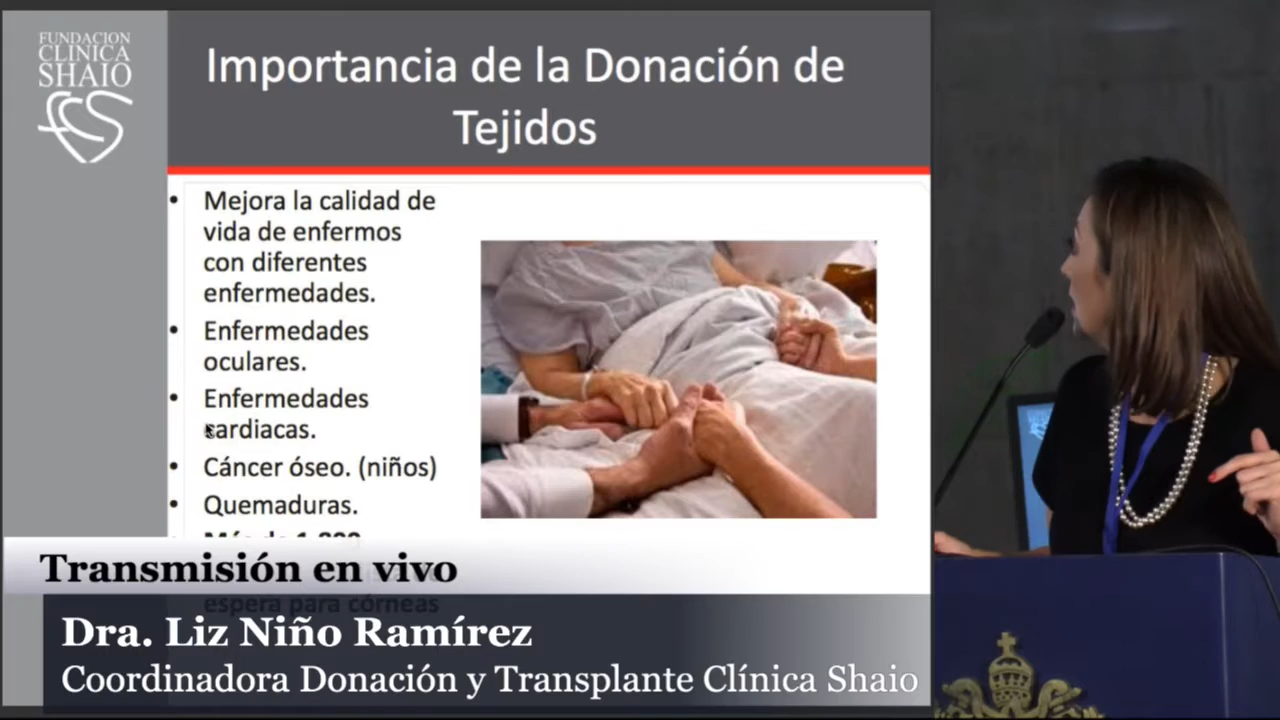 FUNDACION
CLINICA
SHAIO
Importancia de la Donación de
Tejidos
• Mejora la calidad de
vida de enfermos
con diferentes
enfermedades.
• Enfermedades
oculares.
• Enfermedades
cardiacas.
• Cáncer óseo. (niños)
• Quemaduras.
espera para córneas
Transmisión en vivo
Dra. Liz Niño Ramírez
Coordinadora Donación y Transplante Clínica Shaio